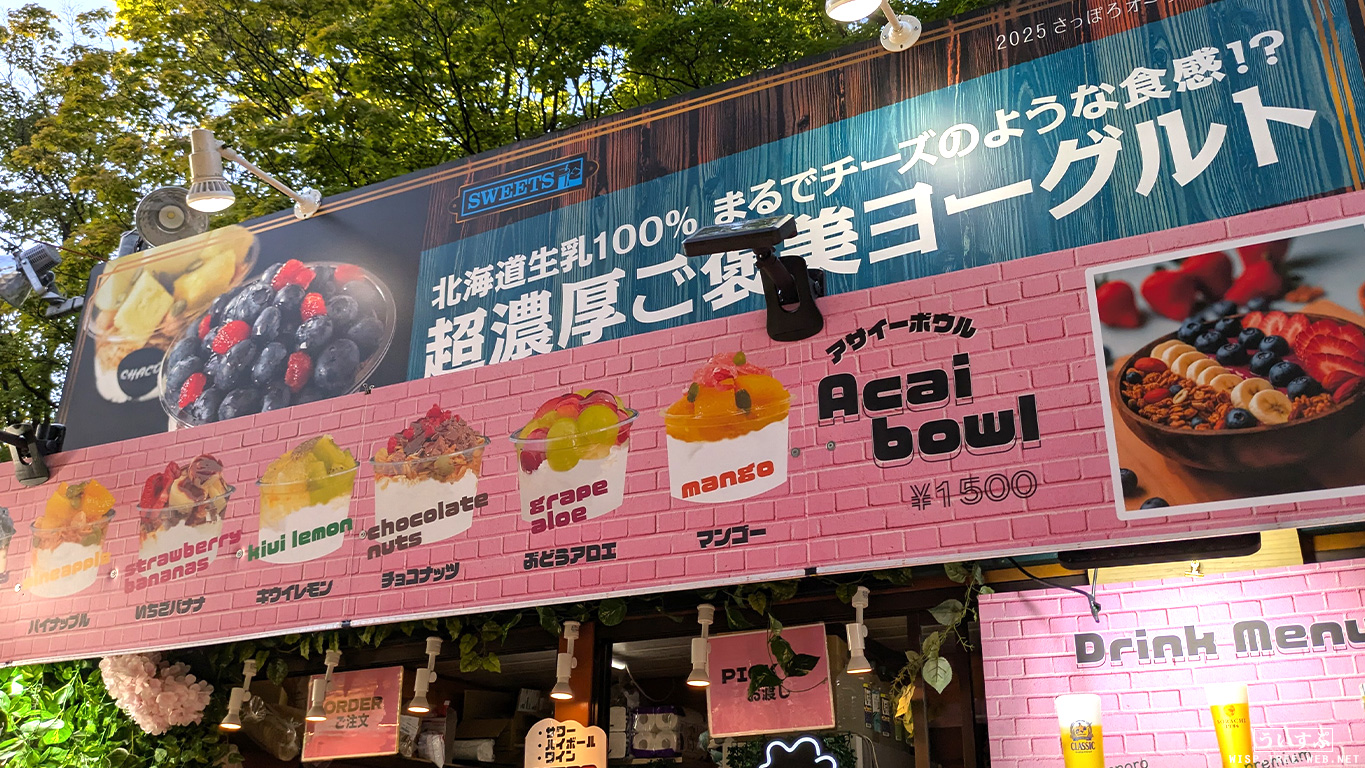 2025 さっぽろオ
SWEETS
北海道生乳100% まるでチーズのような食感!?
超濃厚ご褒美ヨーグルト
アサイーボウル
Acai
bowl
¥1500
pineapple
パイナップル
strawberry
bananas
いちごバナナ
kiwi lemon
キウイレモン
chocolate
nuts
チョコナッツ
grape
aloe
ぶどうアロエ
mango
マンゴー
ORDER
ご注文
PIC
お渡し
サワー
・ハイボール
・ワイン
Drink Menu
CLASSIC
うぃすぷ